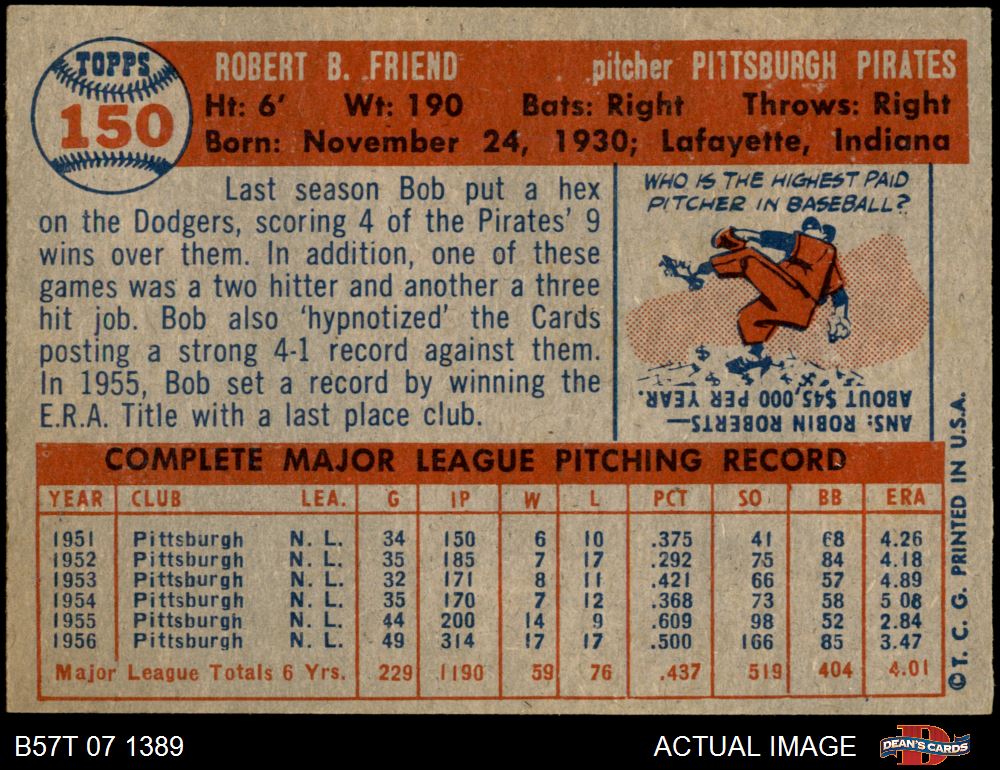 TOPPS
150
ROBERT B. FRIEND pitcher PITTSBURGH PIRATES
Ht: 6' Wt: 190 Bats: Right Throws: Right
Born: November 24, 1930; Lafayette, Indiana
Last season Bob put a hex
on the Dodgers, scoring 4 of the Pirates' 9
wins over them. In addition, one of these
games was a two hitter and another a three
hit job. Bob also 'hypnotized' the Cards
posting a strong 4-1 record against them.
In 1955, Bob set a record by winning the
E.R.A. Title with a last place club.
WHO IS THE HIGHEST PAID
PITCHER IN BASEBALL?
ANS: ROBIN ROBERTS—
ABOUT $45,000 PER YEAR.
COMPLETE MAJOR LEAGUE PITCHING RECORD
YEAR CLUB LEA. G IP W L PCT SO BB ERA
1951 Pittsburgh N. L. 34 150 6 10 .375 41 68 4.26
1952 Pittsburgh N. L. 35 185 7 17 .292 75 84 4.18
1953 Pittsburgh N. L. 32 171 8 11 .421 66 57 4.89
1954 Pittsburgh N. L. 35 170 7 12 .368 73 58 5 08
1955 Pittsburgh N. L. 44 200 14 9 .609 98 52 2.84
1956 Pittsburgh N. L. 49 314 17 17 .500 166 85 3.47
Major League Totals 6 Yrs. 229 1190 59 76 .437 519 404 4.01
© T. C. G. PRINTED IN U.S.A.
B57T 07 1389 ACTUAL IMAGE
D
DEAN'S CARDS